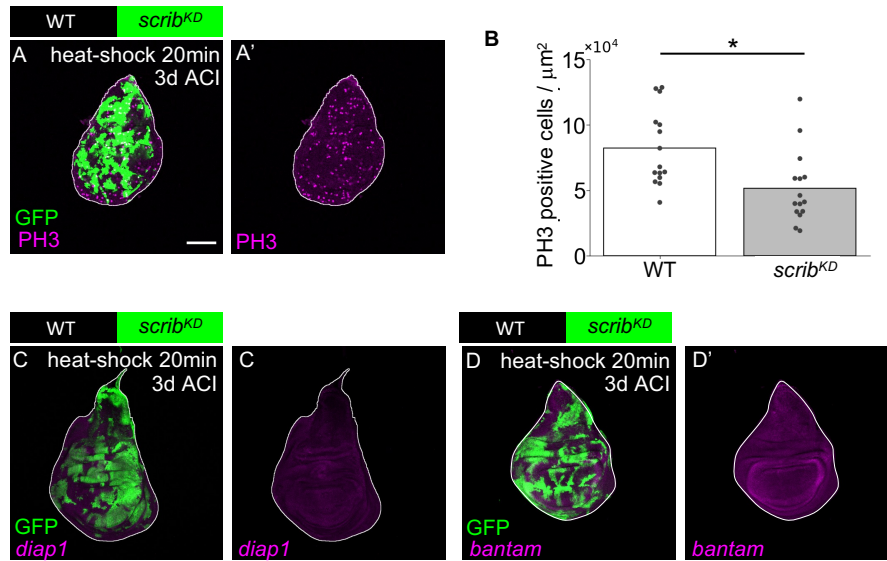 WT scribKD
A heat-shock 20min
3d ACI
GFP
PH3
A’
PH3
B
×10⁴
*
15
10
5
0
PH3 positive cells / µm²
WT scribKD
WT scribKD
C heat-shock 20min
3d ACI
GFP
diap1
C
diap1
WT scribKD
D heat-shock 20min
3d ACI
GFP
bantam
D’
bantam